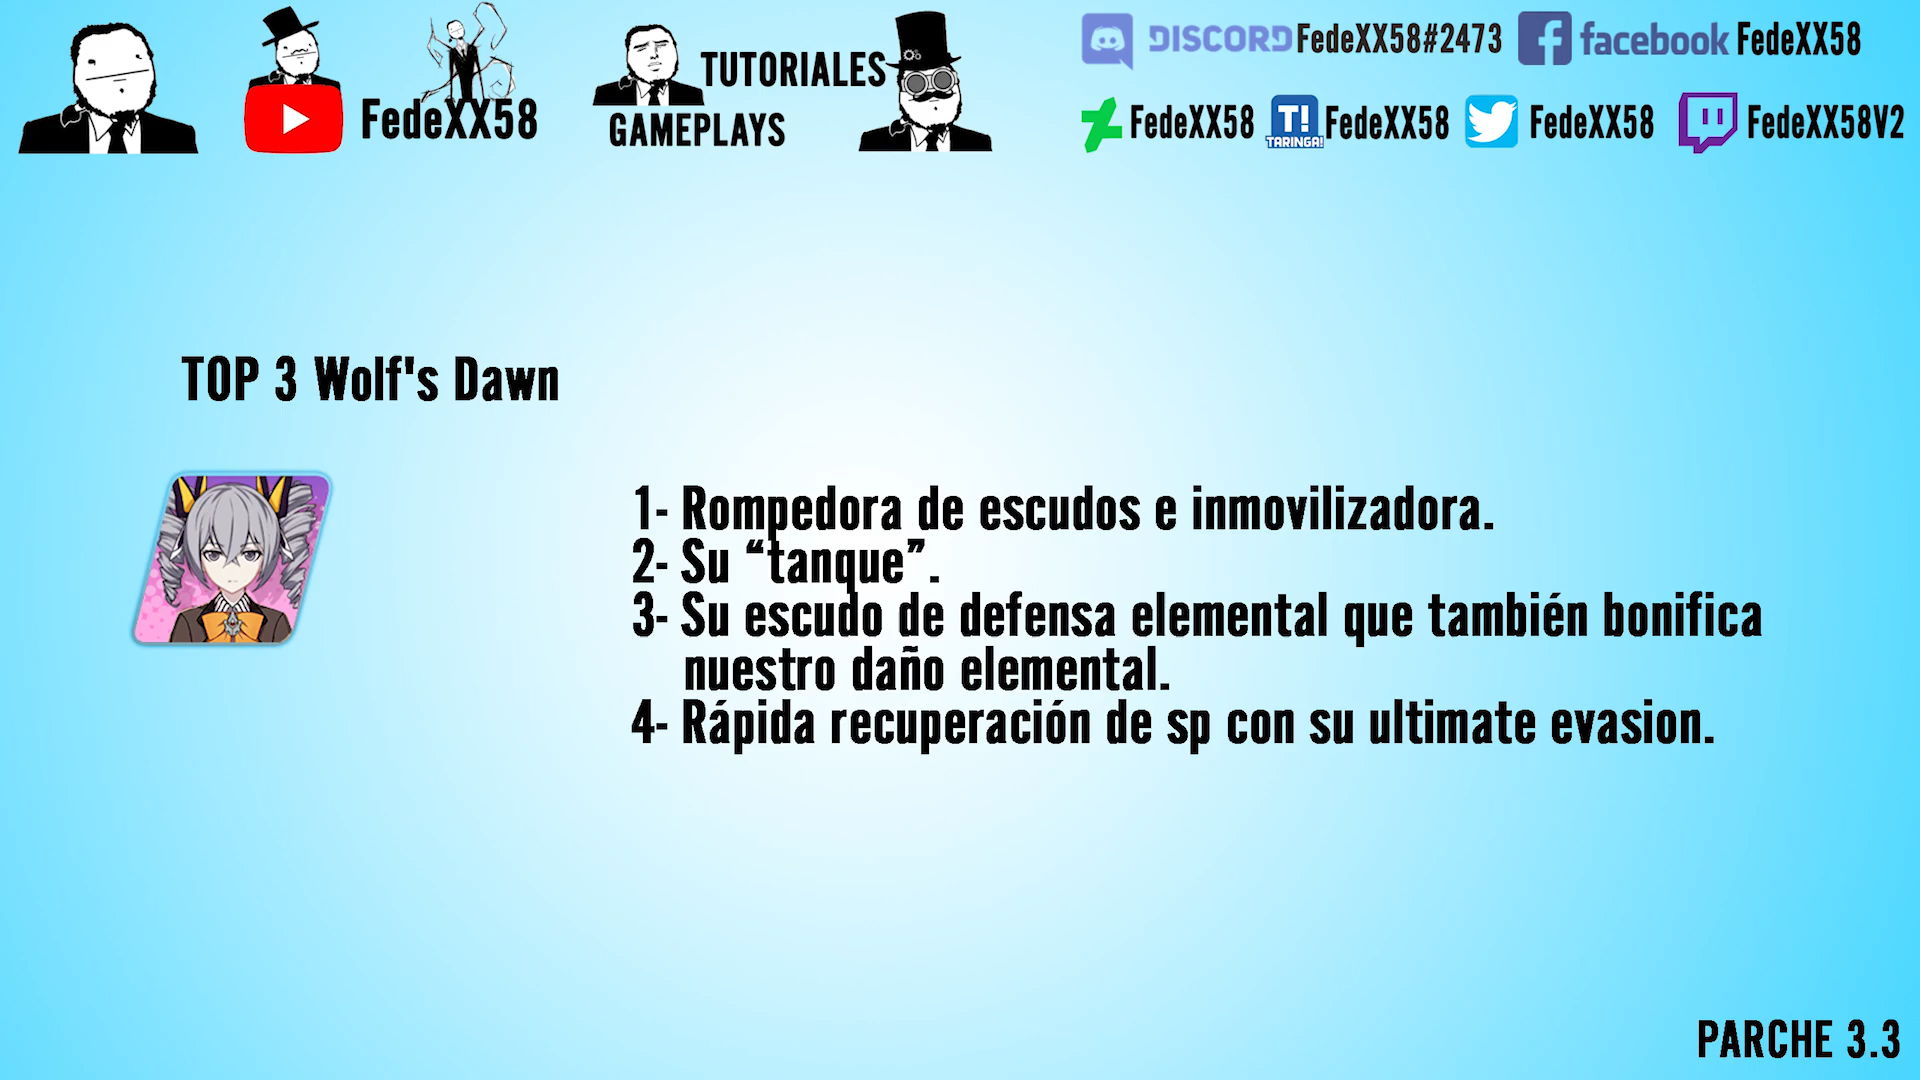 FedeXX58
TUTORIALES
GAMEPLAYS
DISCORD FedeXX58#2473
facebook FedeXX58
FedeXX58
T!
TARINGA!
FedeXX58
FedeXX58
FedeXX58V2
TOP 3 Wolf's Dawn
1- Rompedora de escudos e inmovilizadora.
2- Su “tanque”.
3- Su escudo de defensa elemental que también bonifica
nuestro daño elemental.
4- Rápida recuperación de sp con su ultimate evasion.
PARCHE 3.3